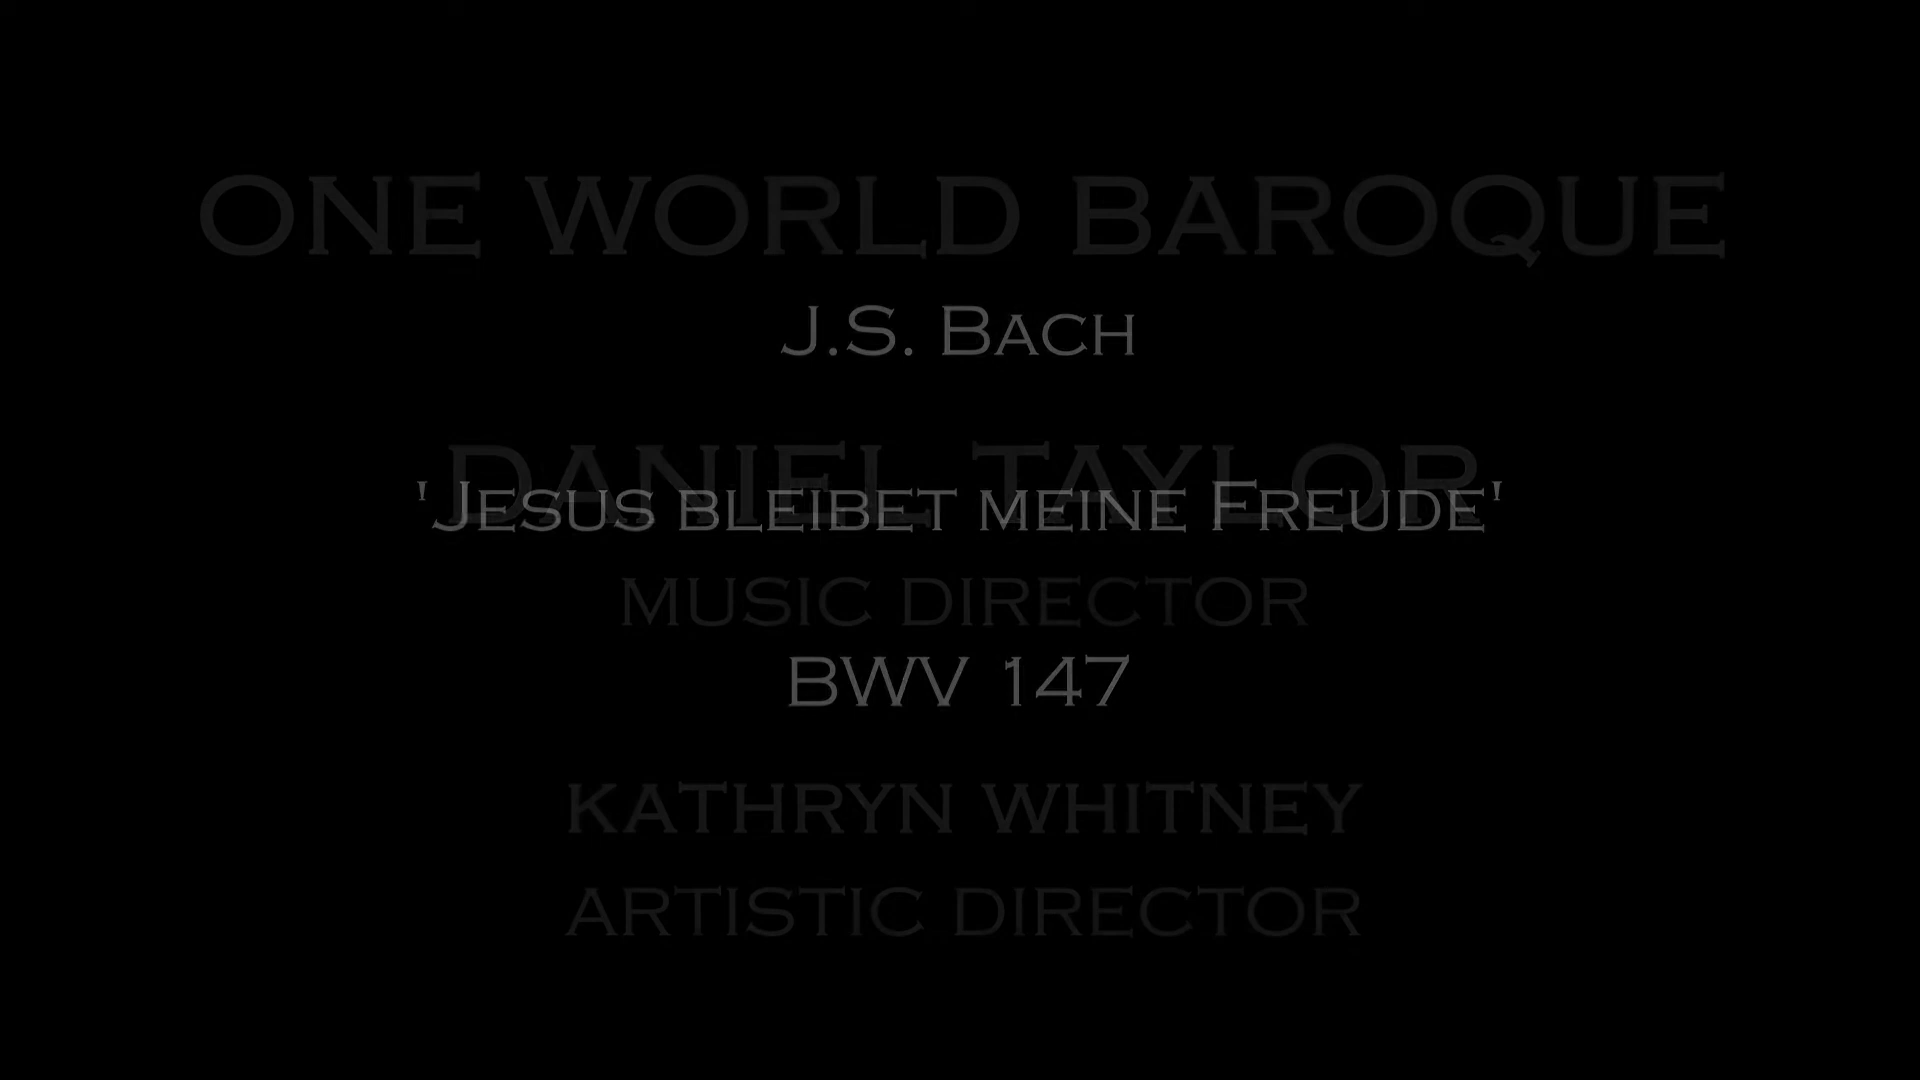 ONE WORLD BAROQUE
J.S. Bach
DANIEL TAYLOR
'Jesus bleibet meine Freude'
MUSIC DIRECTOR
BWV 147
KATHRYN WHITNEY
ARTISTIC DIRECTOR